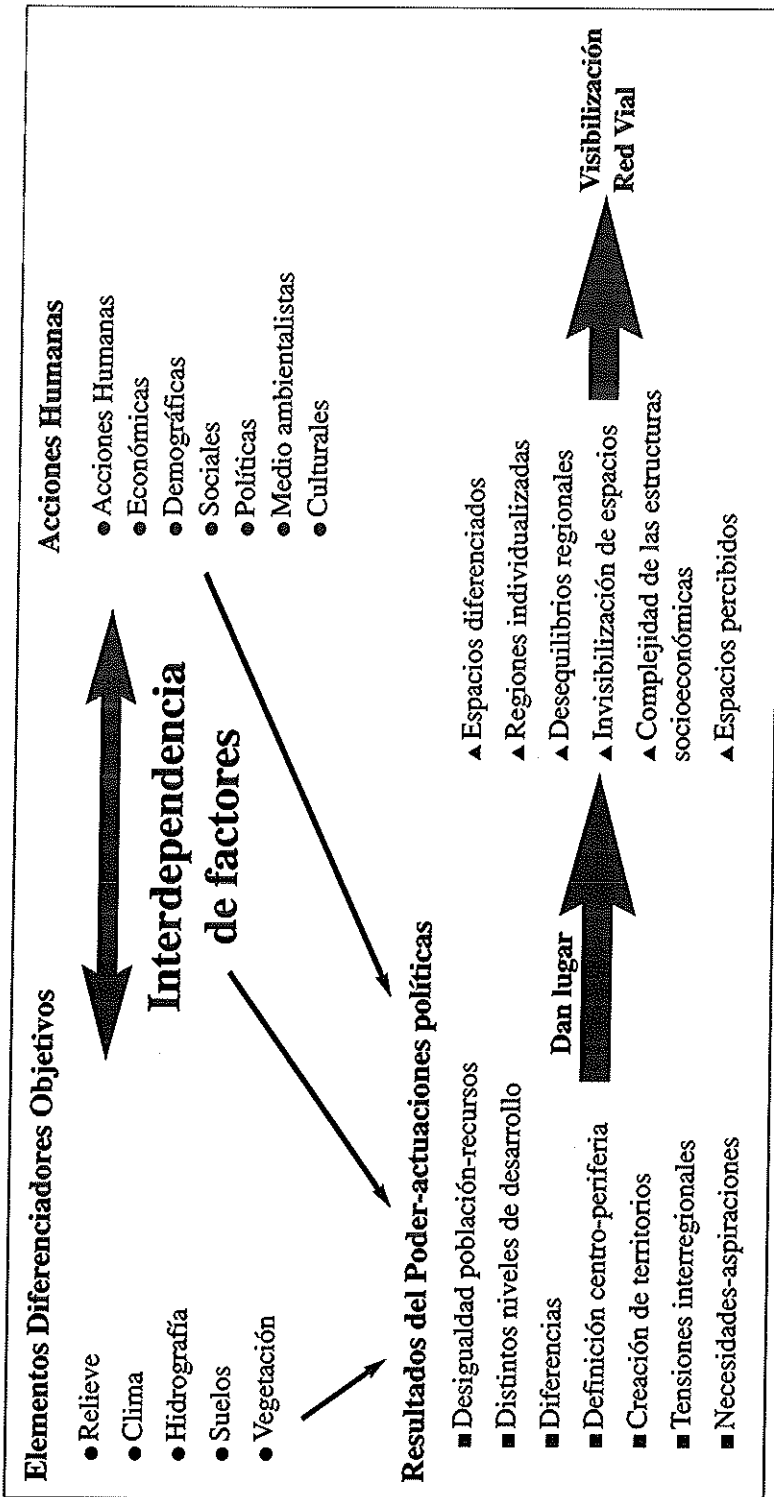 Elementos Diferenciadores Objetivos
● Relieve
● Clima
● Hidrografía
● Suelos
● Vegetación
Interdependencia
de factores
Acciones Humanas
● Acciones Humanas
● Económicas
● Demográficas
● Sociales
● Políticas
● Medio ambientalistas
● Culturales
Resultados del Poder-actuaciones políticas
■ Desigualdad población-recursos
■ Distintos niveles de desarrollo
■ Diferencias
■ Definición centro-periferia
■ Creación de territorios
■ Tensiones interregionales
■ Necesidades-aspiraciones
Dan lugar
▲ Espacios diferenciados
▲ Regiones individualizadas
▲ Desequilibrios regionales
▲ Invisibilización de espacios
▲ Complejidad de las estructuras
socioeconómicas
▲ Espacios percibidos
Visibilización
Red Vial